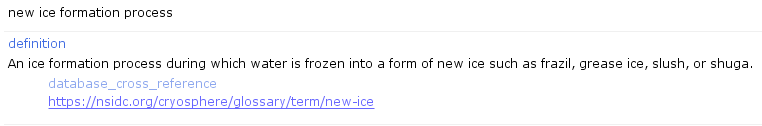 new ice formation process
definition
An ice formation process during which water is frozen into a form of new ice such as frazil, grease ice, slush, or shuga.
database_cross_reference
https://nsidc.org/cryosphere/glossary/term/new-ice